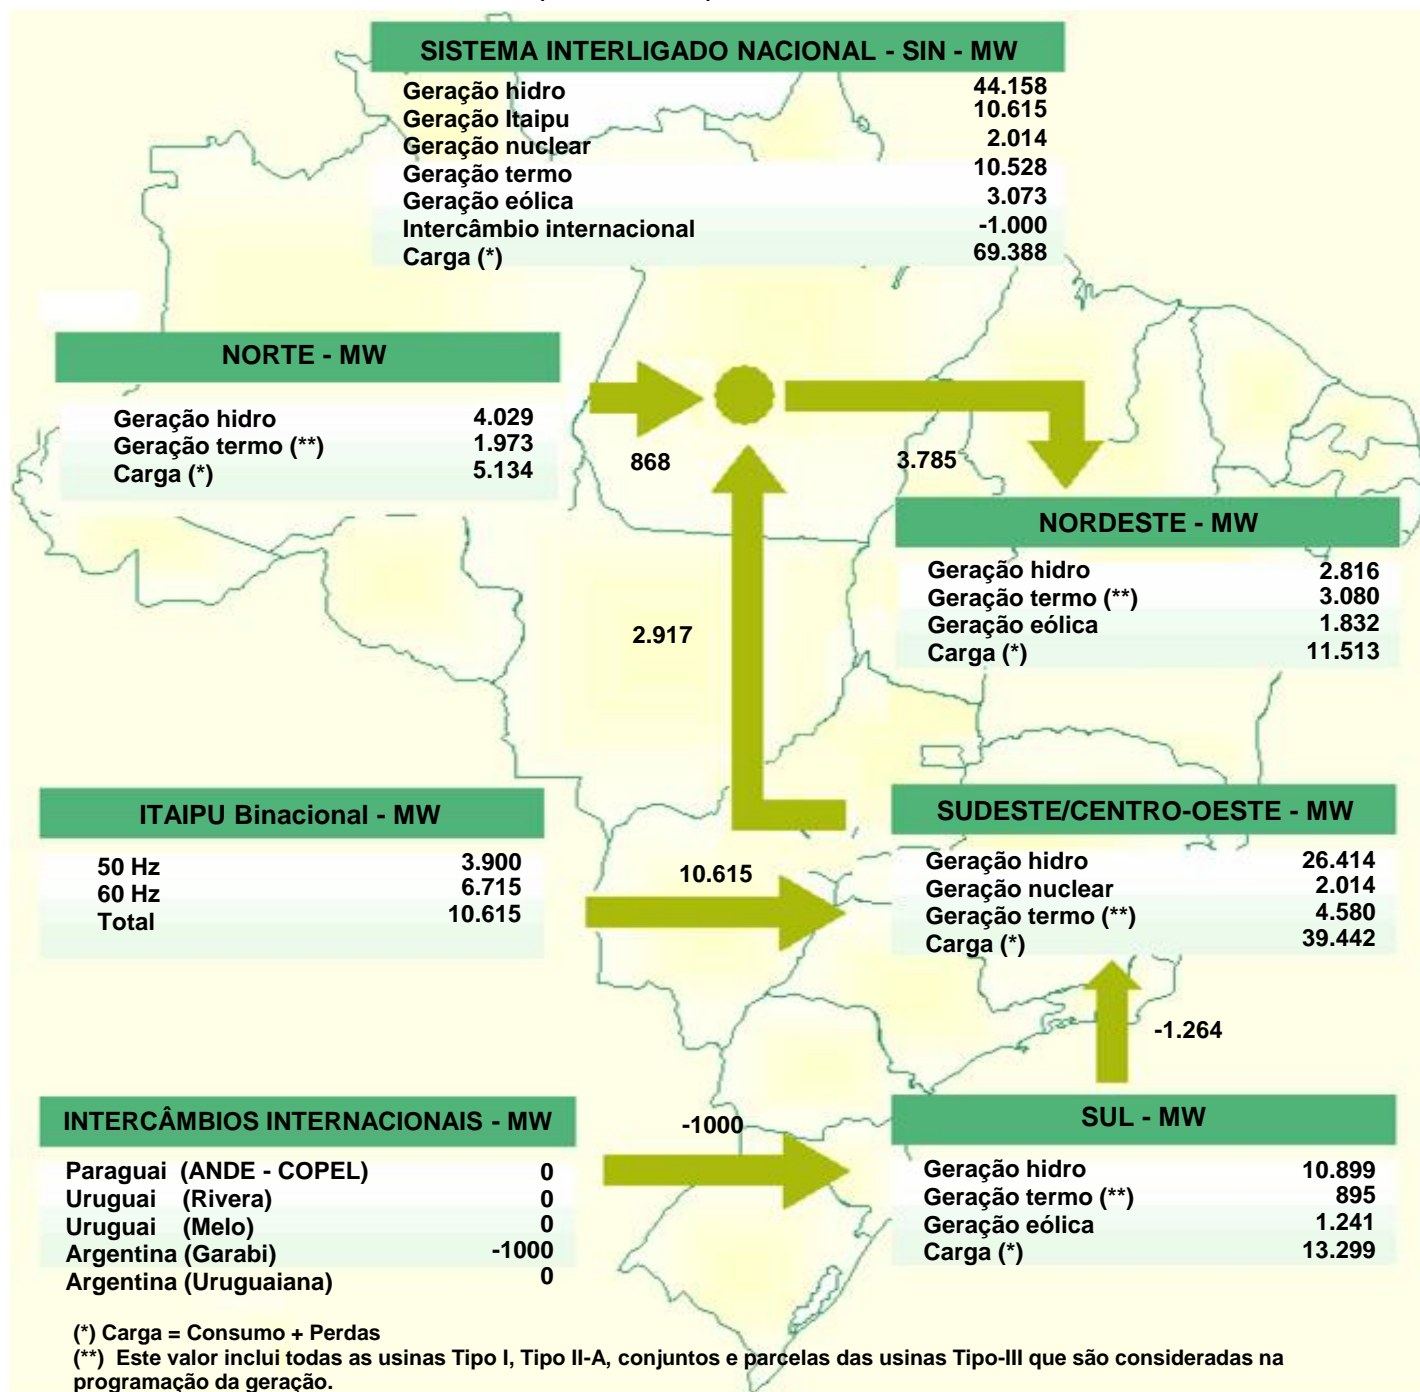 SISTEMA INTERLIGADO NACIONAL - SIN - MW
Geração hidro 44.158
Geração Itaipu 10.615
Geração nuclear 2.014
Geração termo 10.528
Geração eólica 3.073
Intercâmbio internacional -1.000
Carga (*) 69.388
NORTE - MW
Geração hidro 4.029
Geração termo (**) 1.973
Carga (*) 5.134
868
3.785
NORDESTE - MW
Geração hidro 2.816
Geração termo (**) 3.080
Geração eólica 1.832
Carga (*) 11.513
2.917
ITAIPU Binacional - MW
50 Hz 3.900
60 Hz 6.715
Total 10.615
10.615
SUDESTE/CENTRO-OESTE - MW
Geração hidro 26.414
Geração nuclear 2.014
Geração termo (**) 4.580
Carga (*) 39.442
-1.264
INTERCÂMBIOS INTERNACIONAIS - MW
Paraguai (ANDE - COPEL) 0
Uruguai (Rivera) 0
Uruguai (Melo) 0
Argentina (Garabi) -1000
Argentina (Uruguaiana) 0
-1000
SUL - MW
Geração hidro 10.899
Geração termo (**) 895
Geração eólica 1.241
Carga (*) 13.299
(*) Carga = Consumo + Perdas
(**) Este valor inclui todas as usinas Tipo I, Tipo II-A, conjuntos e parcelas das usinas Tipo-III que são consideradas na
programação da geração.